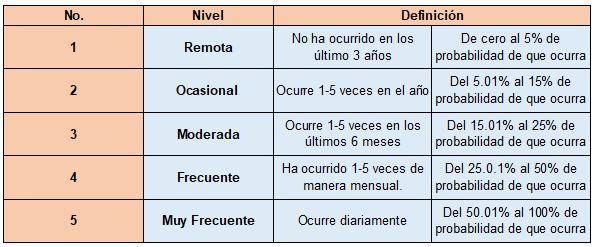 No. Nivel Definición
1 Remota No ha ocurrido en los último 3 años De cero al 5% de probabilidad de que ocurra
2 Ocasional Ocurre 1-5 veces en el año Del 5.01% al 15% de probabilidad de que ocurra
3 Moderada Ocurre 1-5 veces en los últimos 6 meses Del 15.01% al 25% de probabilidad de que ocurra
4 Frecuente Ha ocurrido 1-5 veces de manera mensual. Del 25.0.1% al 50% de probabilidad de que ocurra
5 Muy Frecuente Ocurre diariamente Del 50.01% al 100% de probabilidad de que ocurra